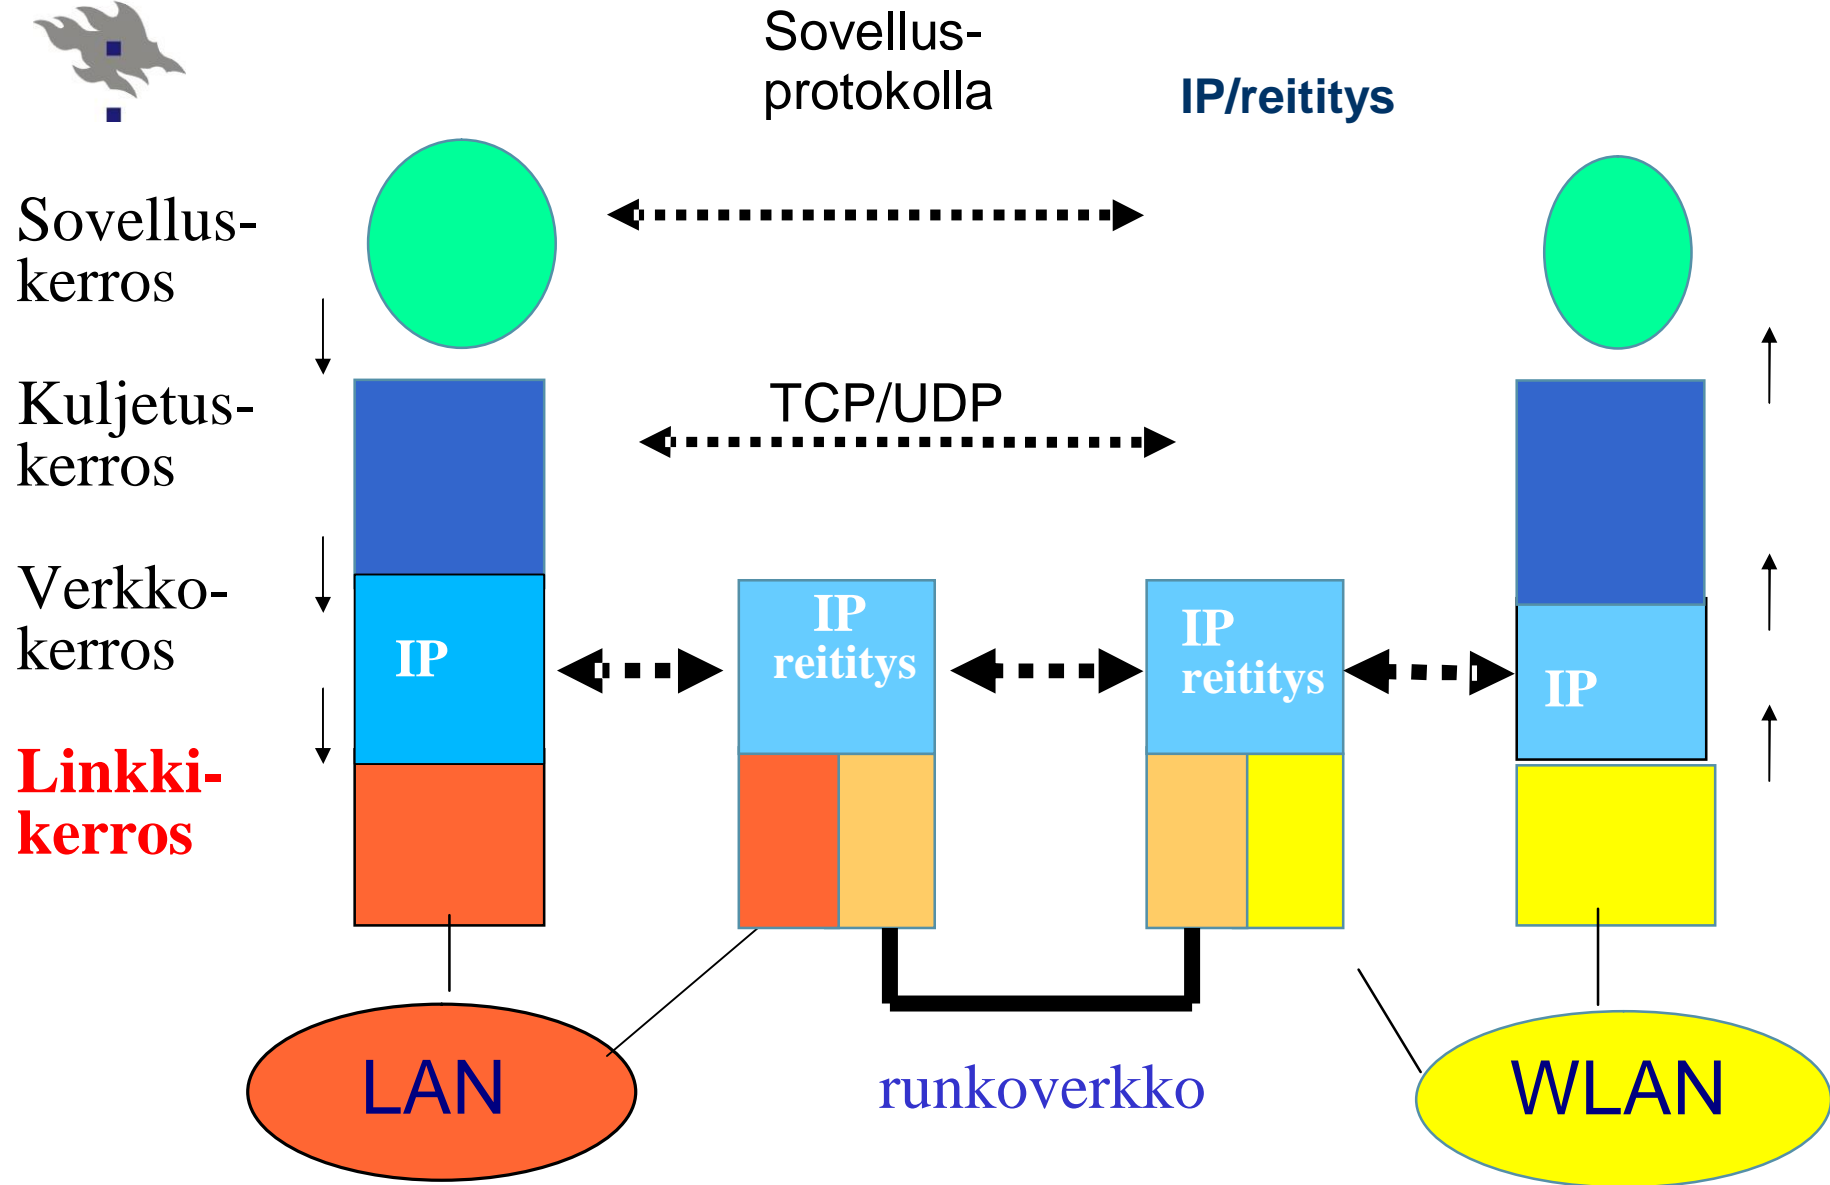 Sovellus-
protokolla
IP/reititys
Sovellus-
kerros
Kuljetus-
kerros
TCP/UDP
Verkko-
kerros
IP
IP
reititys
IP
reititys
IP
Linkki-
kerros
LAN
runkoverkko
WLAN